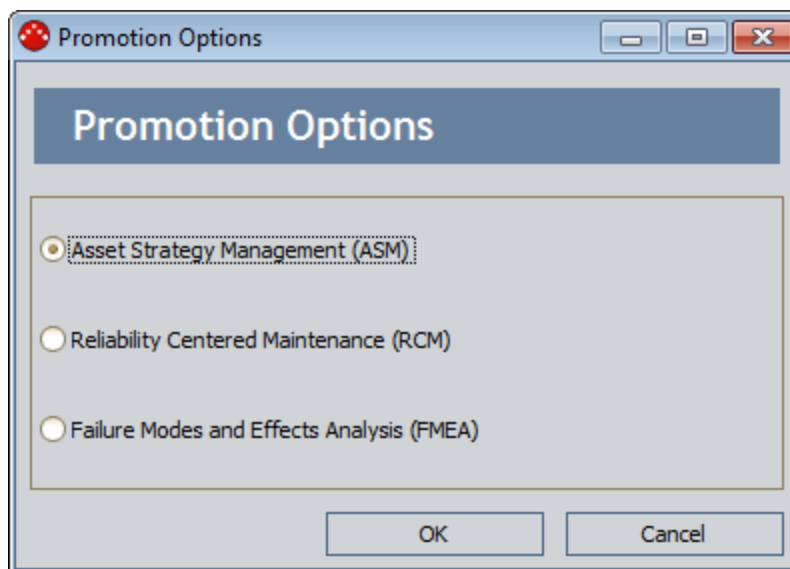 Promotion Options
Promotion Options
Asset Strategy Management (ASM)
Reliability Centered Maintenance (RCM)
Failure Modes and Effects Analysis (FMEA)
OK Cancel